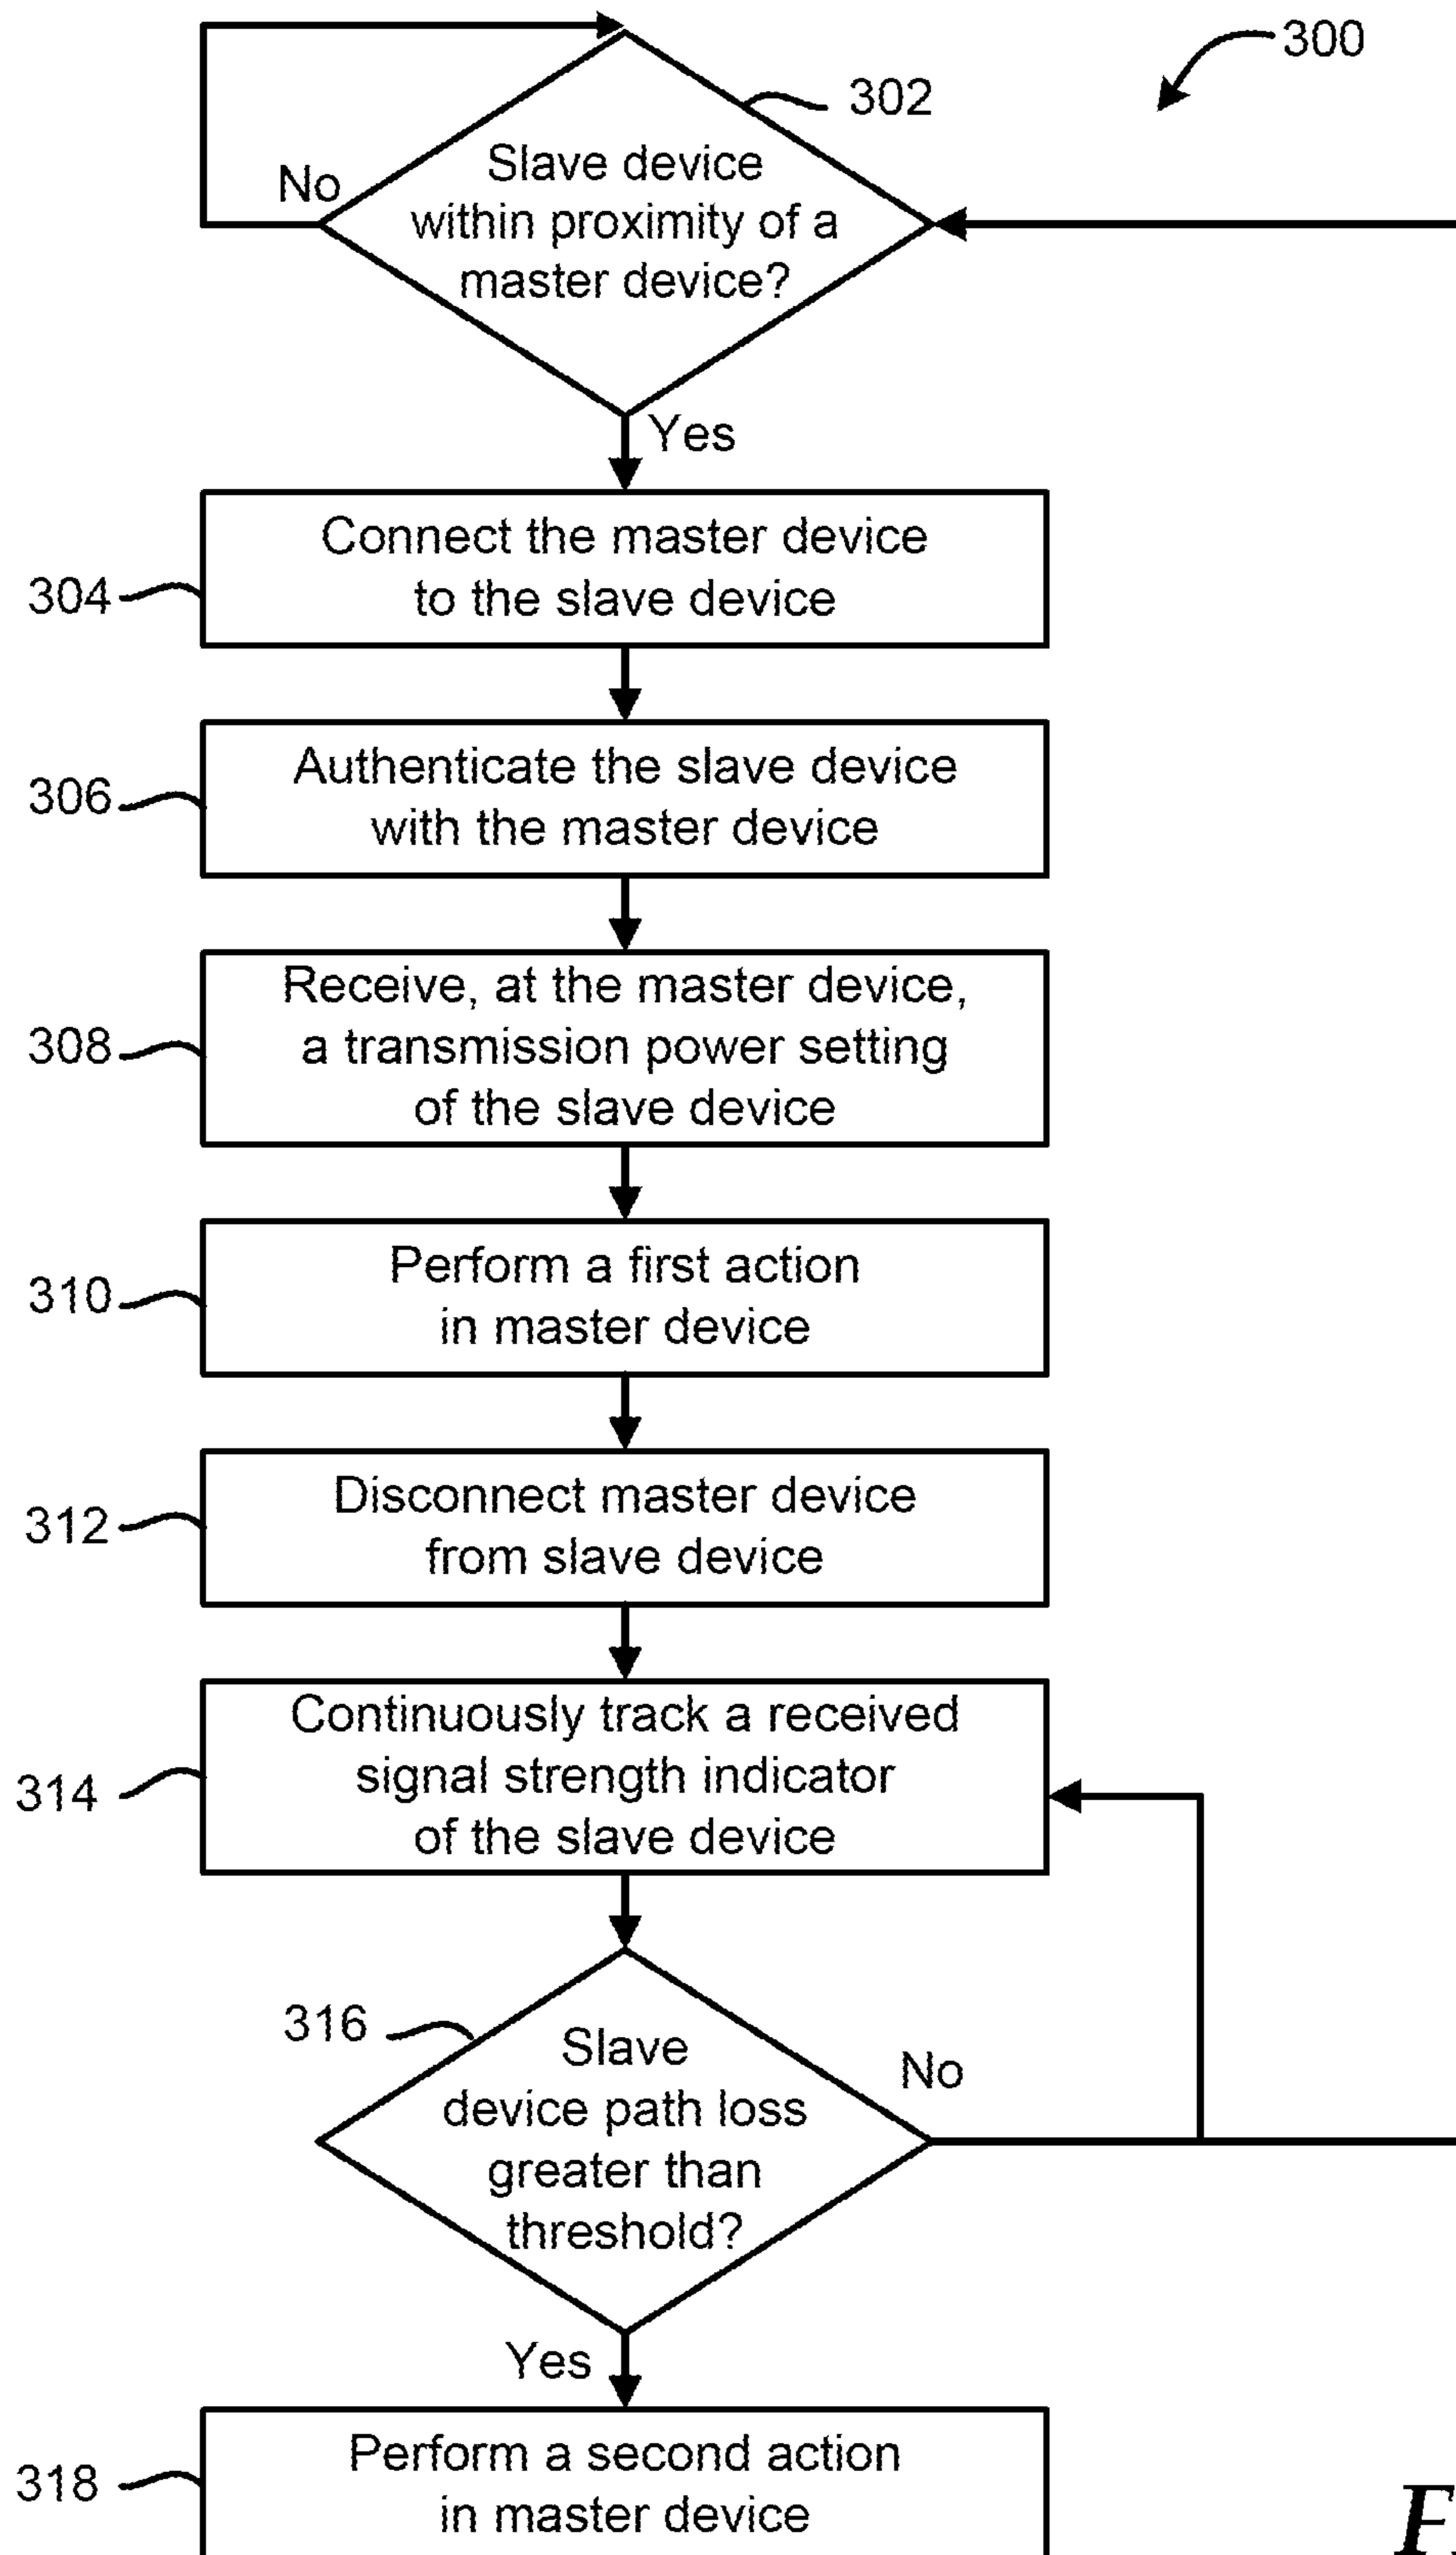 300
302
Slave device
within proximity of a
master device?
No
Yes
304
Connect the master device
to the slave device
306
Authenticate the slave device
with the master device
308
Receive, at the master device,
a transmission power setting
of the slave device
310
Perform a first action
in master device
312
Disconnect master device
from slave device
314
Continuously track a received
signal strength indicator
of the slave device
316
Slave
device path loss
greater than
threshold?
No
Yes
318
Perform a second action
in master device